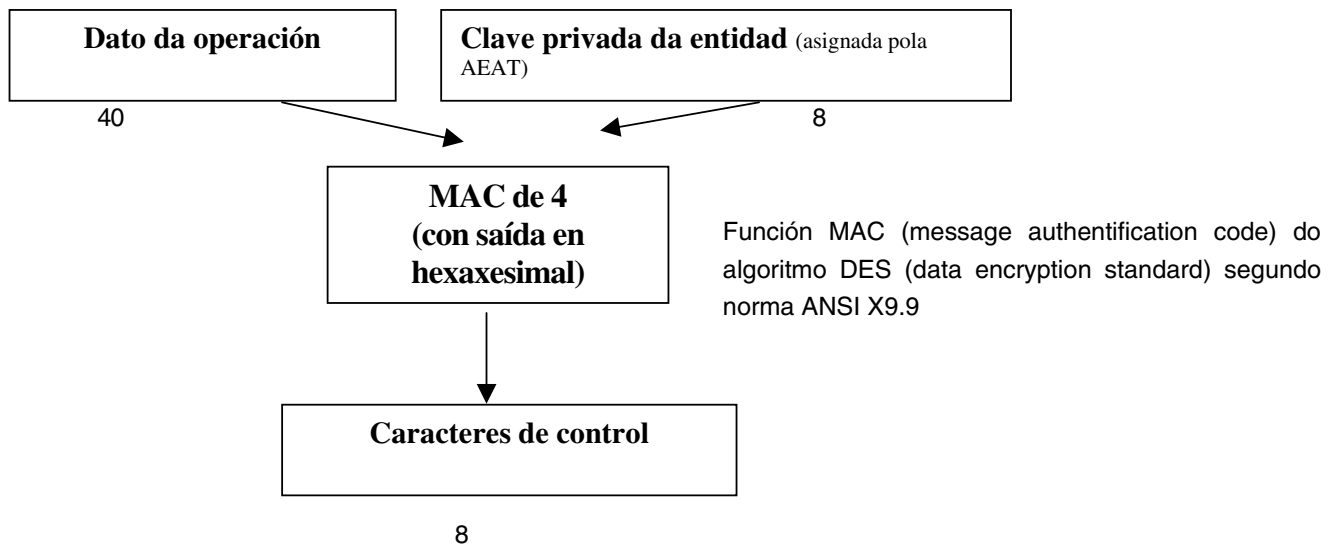 Dato da operación
Clave privada da entidad (asignada pola
AEAT)
40
8
MAC de 4
(con saída en
hexaxesimal)
Función MAC (message authentification code) do
algoritmo DES (data encryption standard) segundo
norma ANSI X9.9
Caracteres de control
8